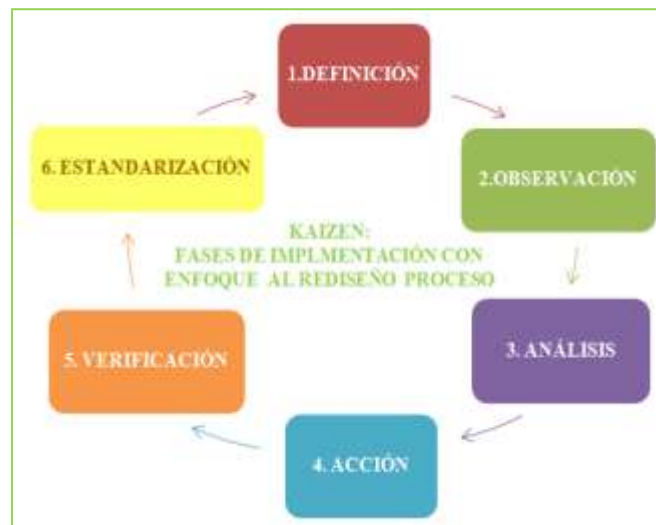 1.DEFINICIÓN
2.OBSERVACIÓN
3. ANÁLISIS
4. ACCIÓN
5. VERIFICACIÓN
6. ESTANDARIZACIÓN
KAIZEN:
FASES DE IMPLMENTACIÓN CON
ENFOQUE AL REDISEÑO PROCESO